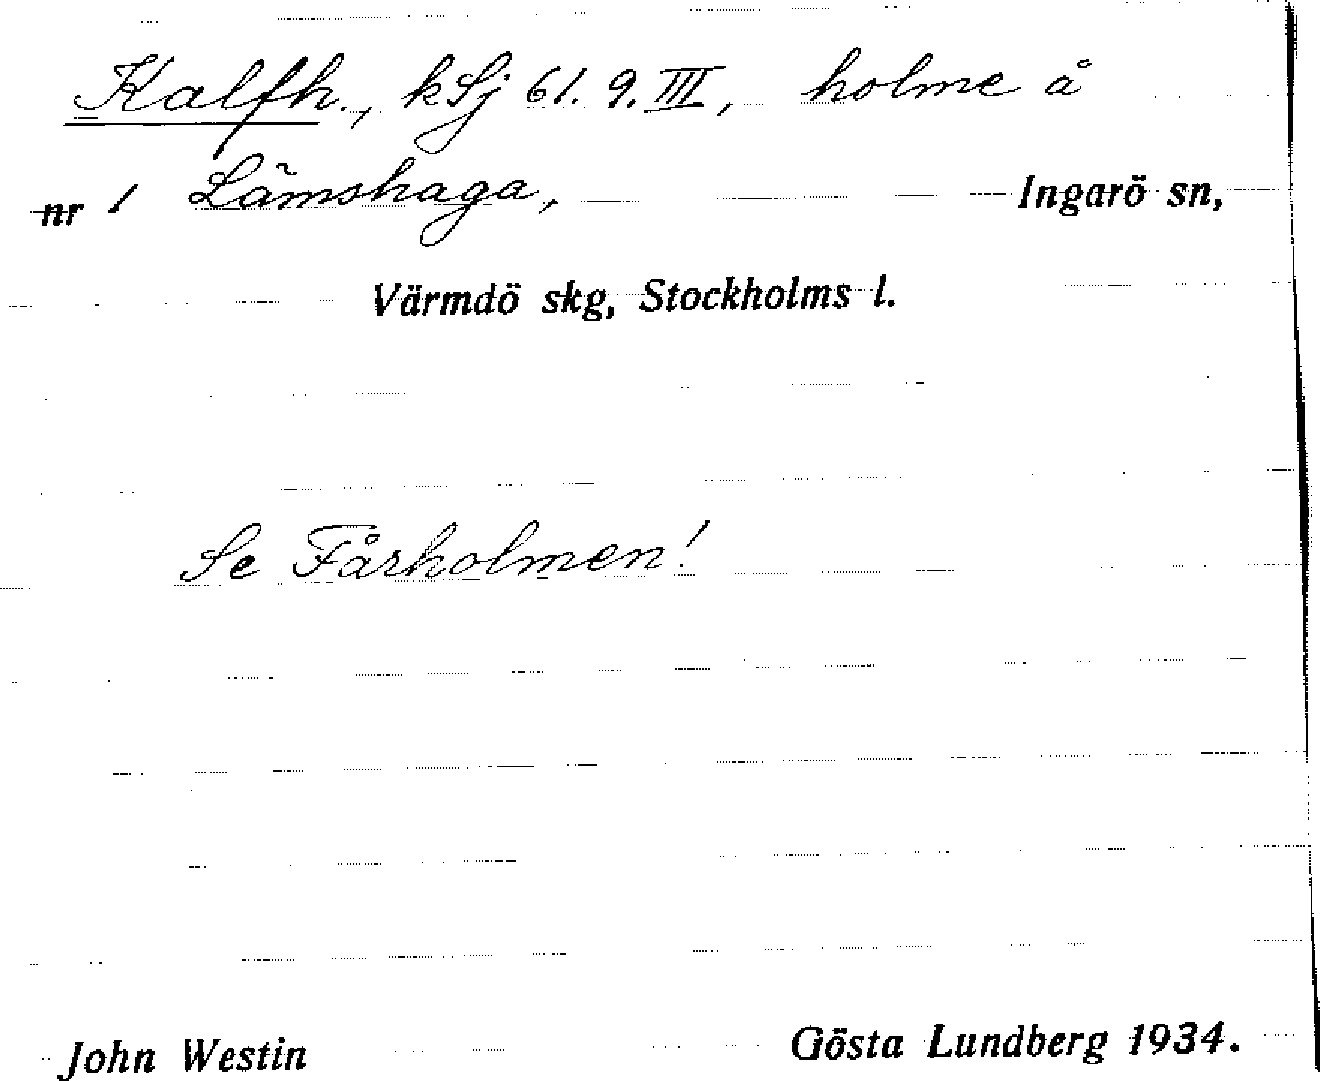 Kalfh., kSj 61. 9. III, holme å
nr 1 Lämshaga, Ingarö sn,
Värmdö skg, Stockholms l.
Se Fårholmen!
John Westin Gösta Lundberg 1934.